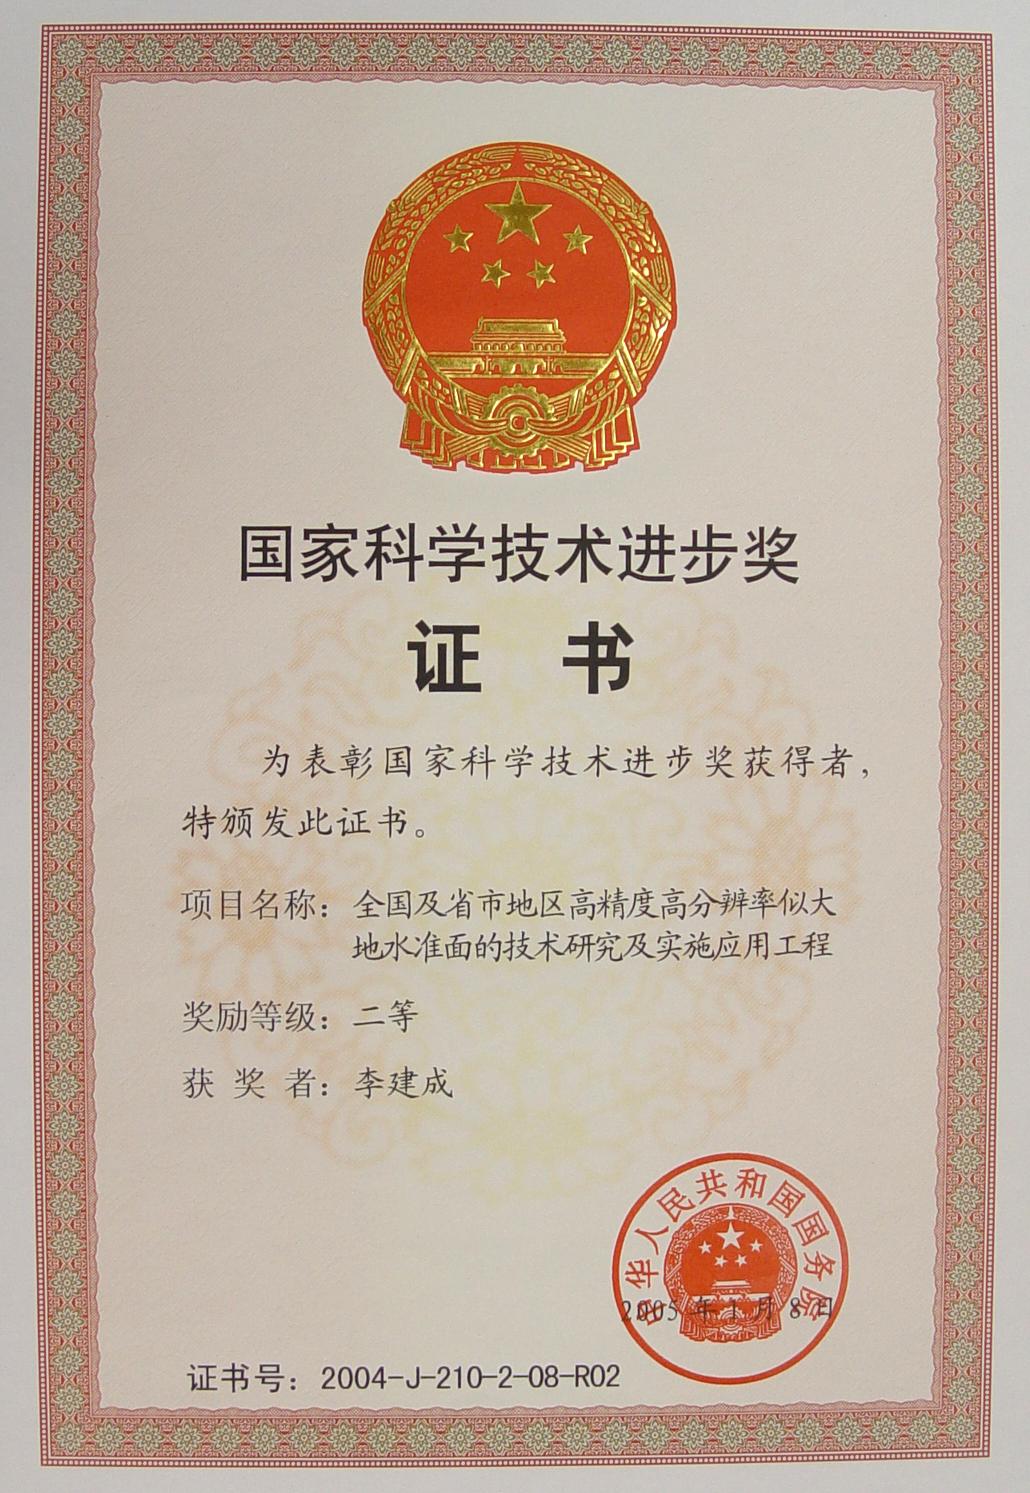 国家科学技术进步奖
证 书
为表彰国家科学技术进步奖获得者，
特颁发此证书。
项目名称：全国及省市地区高精度高分辨率似大
地水准面的技术研究及实施应用工程
奖励等级：二等
获 奖 者：李建成
中华人民共和国国务院
2005 年 1 月 8 日
证书号：2004-J-210-2-08-R02